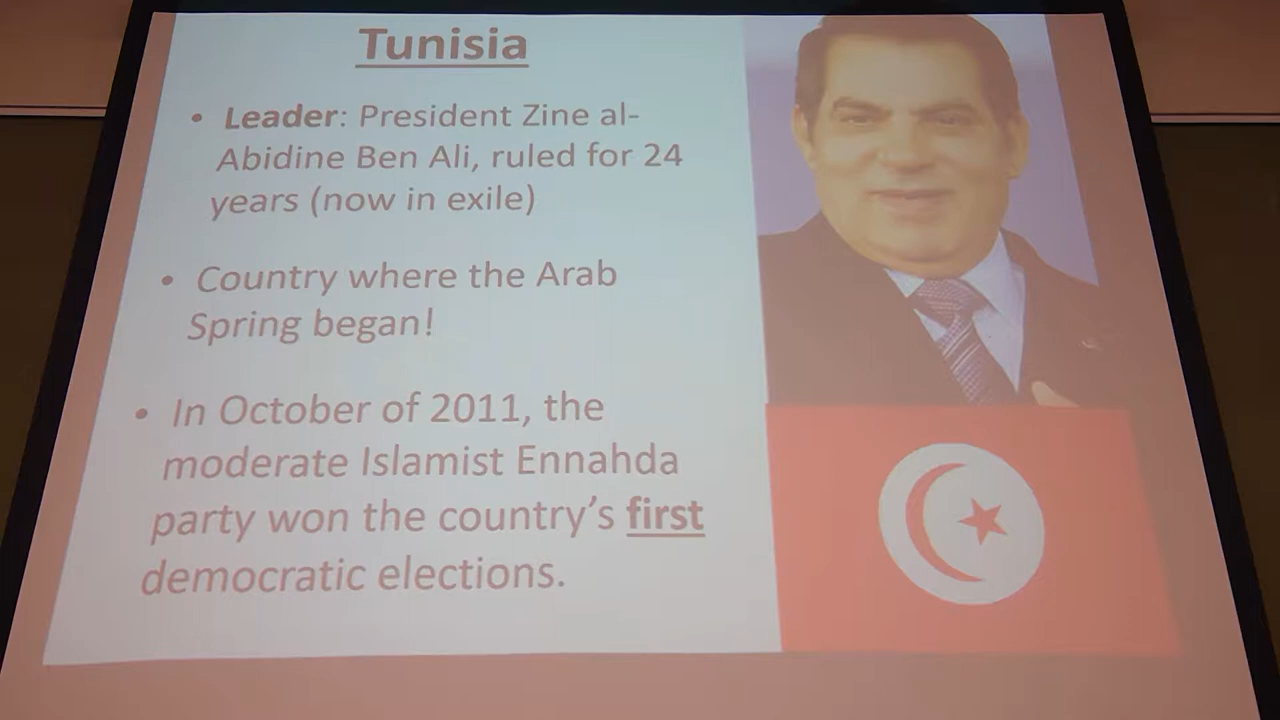 Tunisia
• Leader: President Zine al-
Abidine Ben Ali, ruled for 24
years (now in exile)
• Country where the Arab
Spring began!
• In October of 2011, the
moderate Islamist Ennahda
party won the country's first
democratic elections.